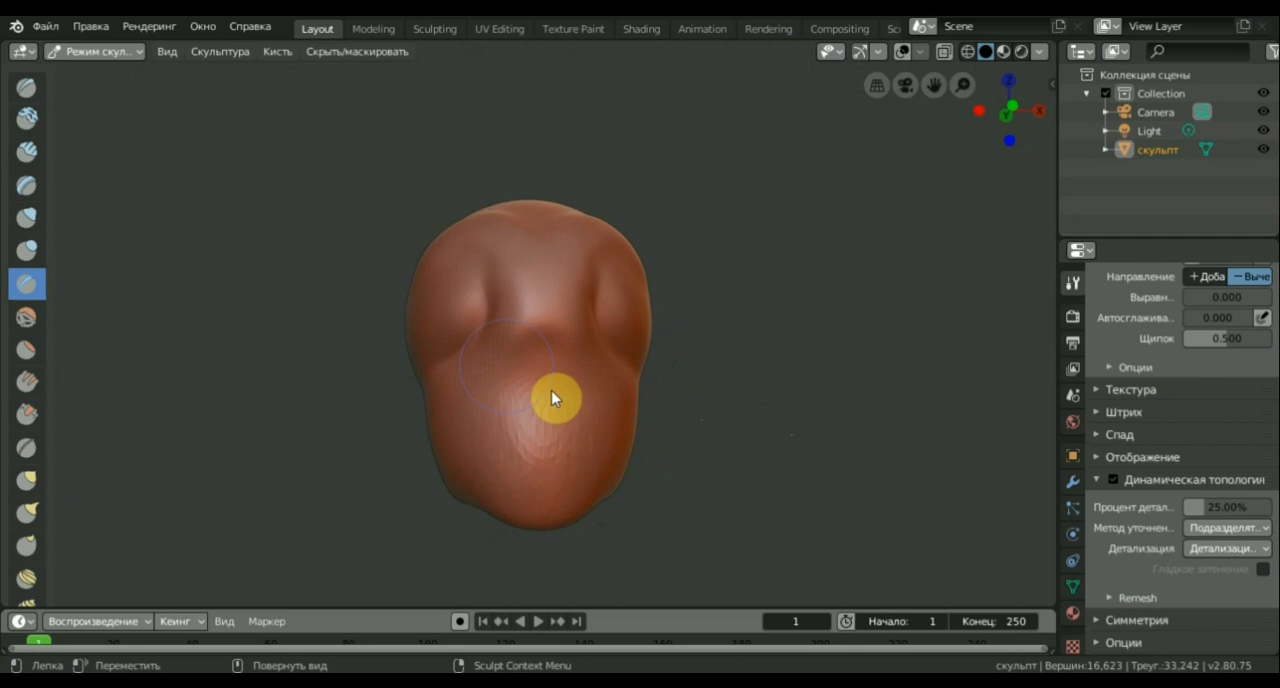 Файл Правка Рендеринг Окно Справка Layout Modeling Sculpting UV Editing Texture Paint Shading Animation Rendering Compositing Sc Scene View Layer
Режим скул.. Вид Скульптура Кисть Скрыть/маскировать
Коллекция сцены
Collection
Camera
Light
скульпт
Z
X
Y
Направление +Доба −Выче
Выравн.. 0.000
Автосглажива.. 0.000
Щипок 0.500
Опции
Текстура
Штрих
Спад
Отображение
Динамическая топология
Процент детал.. 25.00%
Метод уточнен.. Подразделят..
Детализация Детализаци..
Гладкое затенение
Remesh
Симметрия
Опции
Воспроизведение Кеинг Вид Маркер 1 Начало: 1 Конец: 250
1
Лепка Переместить Повернуть вид Sculpt Context Menu скульпт | Вершин:16,623 | Треуг.:33,242 | v2.80.75